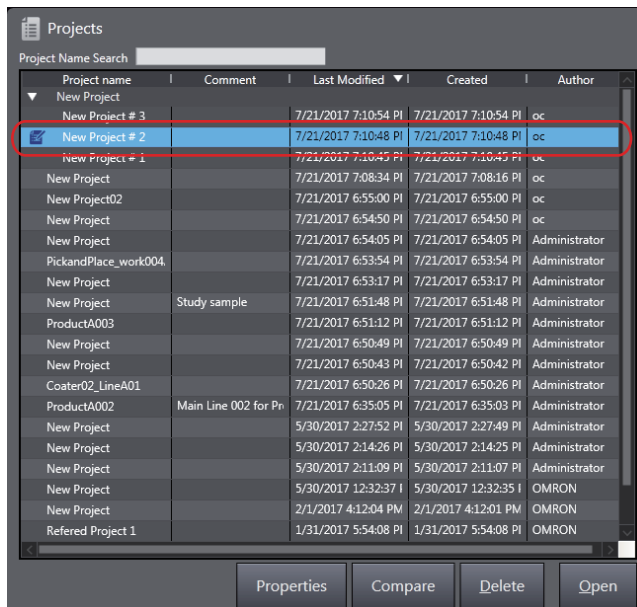 Projects
Project Name Search
Project name Comment Last Modified Created Author
New Project
New Project # 3 7/21/2017 7:10:54 PI 7/21/2017 7:10:54 PI oc
New Project # 2 7/21/2017 7:10:48 PI 7/21/2017 7:10:48 PI oc
New Project # 1 7/21/2017 7:10:45 PI 7/21/2017 7:10:45 PI oc
New Project 7/21/2017 7:08:34 PI 7/21/2017 7:08:16 PI oc
New Project02 7/21/2017 6:55:00 PI 7/21/2017 6:55:00 PI oc
New Project 7/21/2017 6:54:50 PI 7/21/2017 6:54:50 PI oc
New Project 7/21/2017 6:54:05 PI 7/21/2017 6:54:05 PI Administrator
PickandPlace_work004. 7/21/2017 6:53:54 PI 7/21/2017 6:53:54 PI Administrator
New Project 7/21/2017 6:53:17 PI 7/21/2017 6:53:17 PI Administrator
New Project Study sample 7/21/2017 6:51:48 PI 7/21/2017 6:51:48 PI Administrator
ProductA003 7/21/2017 6:51:12 PI 7/21/2017 6:51:12 PI Administrator
New Project 7/21/2017 6:50:49 PI 7/21/2017 6:50:49 PI Administrator
New Project 7/21/2017 6:50:43 PI 7/21/2017 6:50:42 PI Administrator
Coater02_LineA01 7/21/2017 6:50:26 PI 7/21/2017 6:50:26 PI Administrator
ProductA002 Main Line 002 for Pr 7/21/2017 6:35:05 PI 7/21/2017 6:35:03 PI Administrator
New Project 5/30/2017 2:27:52 PI 5/30/2017 2:27:49 PI Administrator
New Project 5/30/2017 2:14:26 PI 5/30/2017 2:14:25 PI Administrator
New Project 5/30/2017 2:11:09 PI 5/30/2017 2:11:07 PI Administrator
New Project 5/30/2017 12:32:37 I 5/30/2017 12:32:35 I OMRON
New Project 2/1/2017 4:12:04 PM 2/1/2017 4:12:01 PM OMRON
Refered Project 1 1/31/2017 5:54:08 PI 1/31/2017 5:54:08 PI OMRON
Properties Compare Delete Open